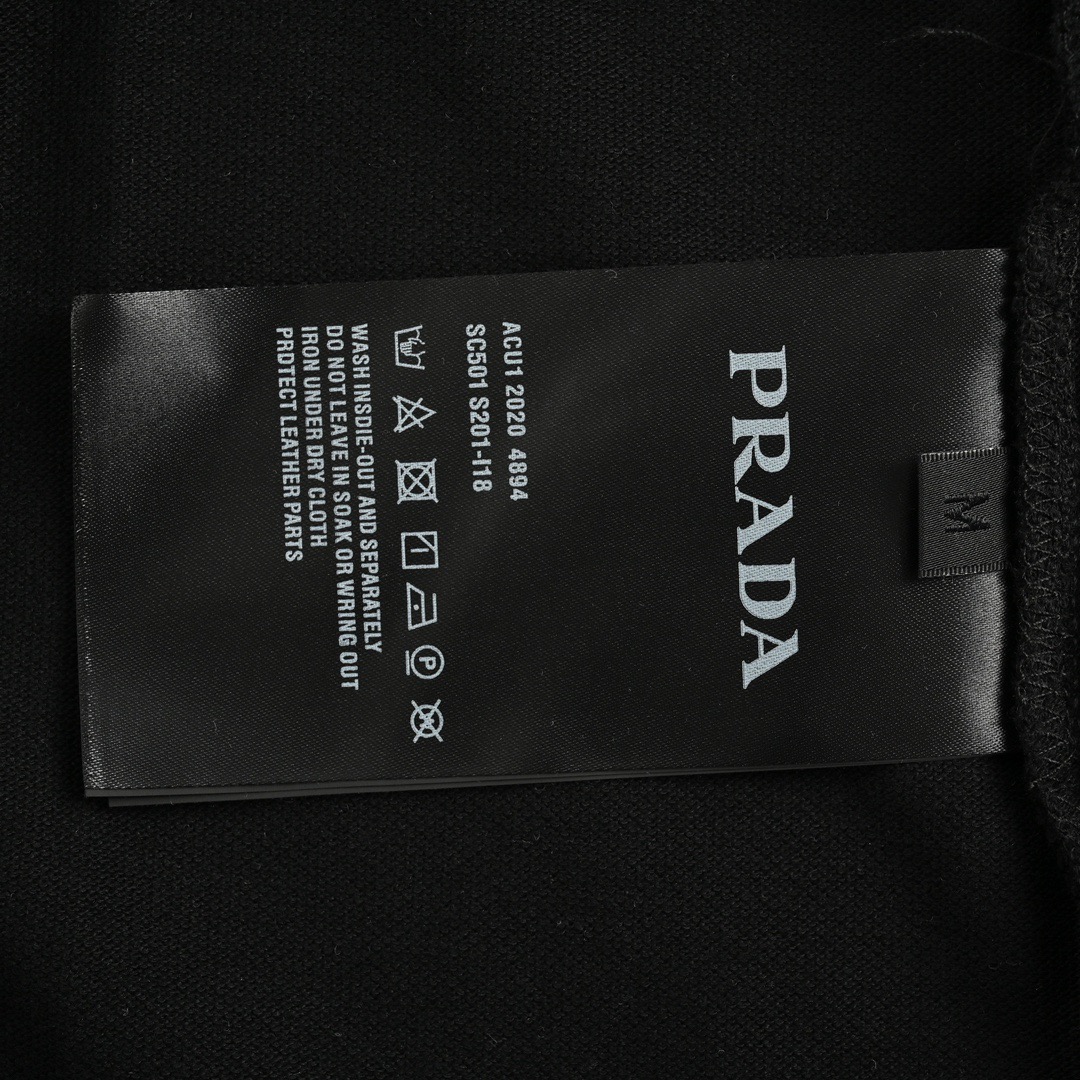 M
PRADA
ACU1 2020 4894
SC501 S201-I18
P
WASH INSDIE-OUT AND SEPARATELY
DO NOT LEAVE IN SOAK OR WRING OUT
IRON UNDER DRY CLOTH
PRDTECT LEATHER PARTS